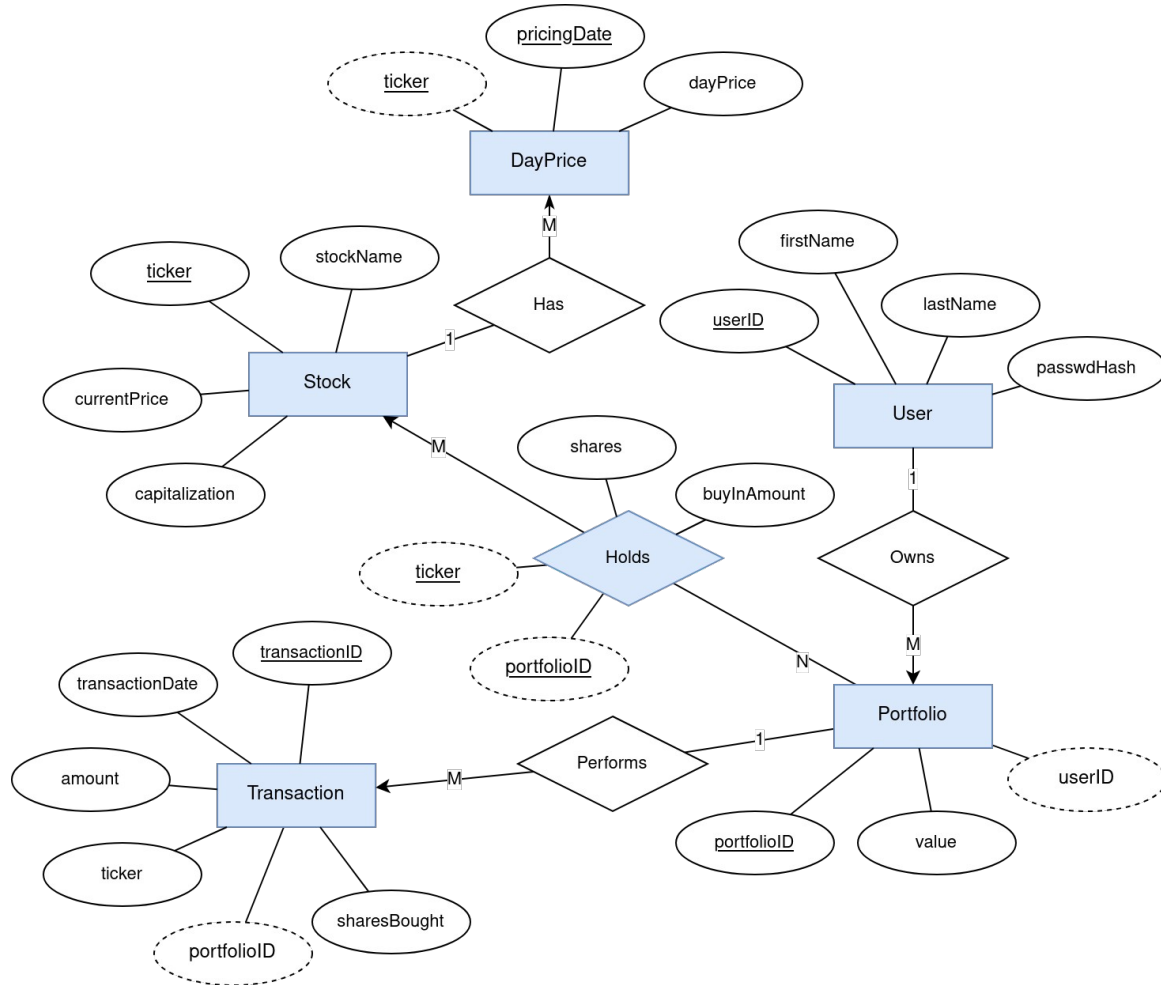 pricingDate
ticker
dayPrice
DayPrice
M
firstName
stockName
ticker
Has
lastName
userID
1
passwdHash
Stock
currentPrice
User
M
shares
1
capitalization
buyInAmount
Holds
Owns
ticker
transactionID
M
portfolioID
N
transactionDate
Portfolio
1
Performs
amount
M
userID
Transaction
portfolioID
value
ticker
sharesBought
portfolioID